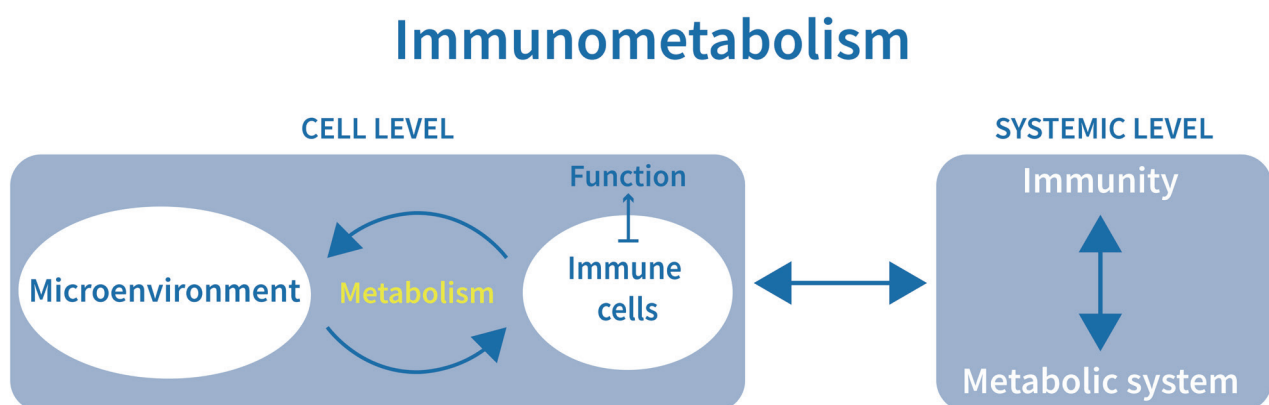 Immunometabolism
CELL LEVEL
Function
Microenvironment
Metabolism
Immune
cells
SYSTEMIC LEVEL
Immunity
Metabolic system